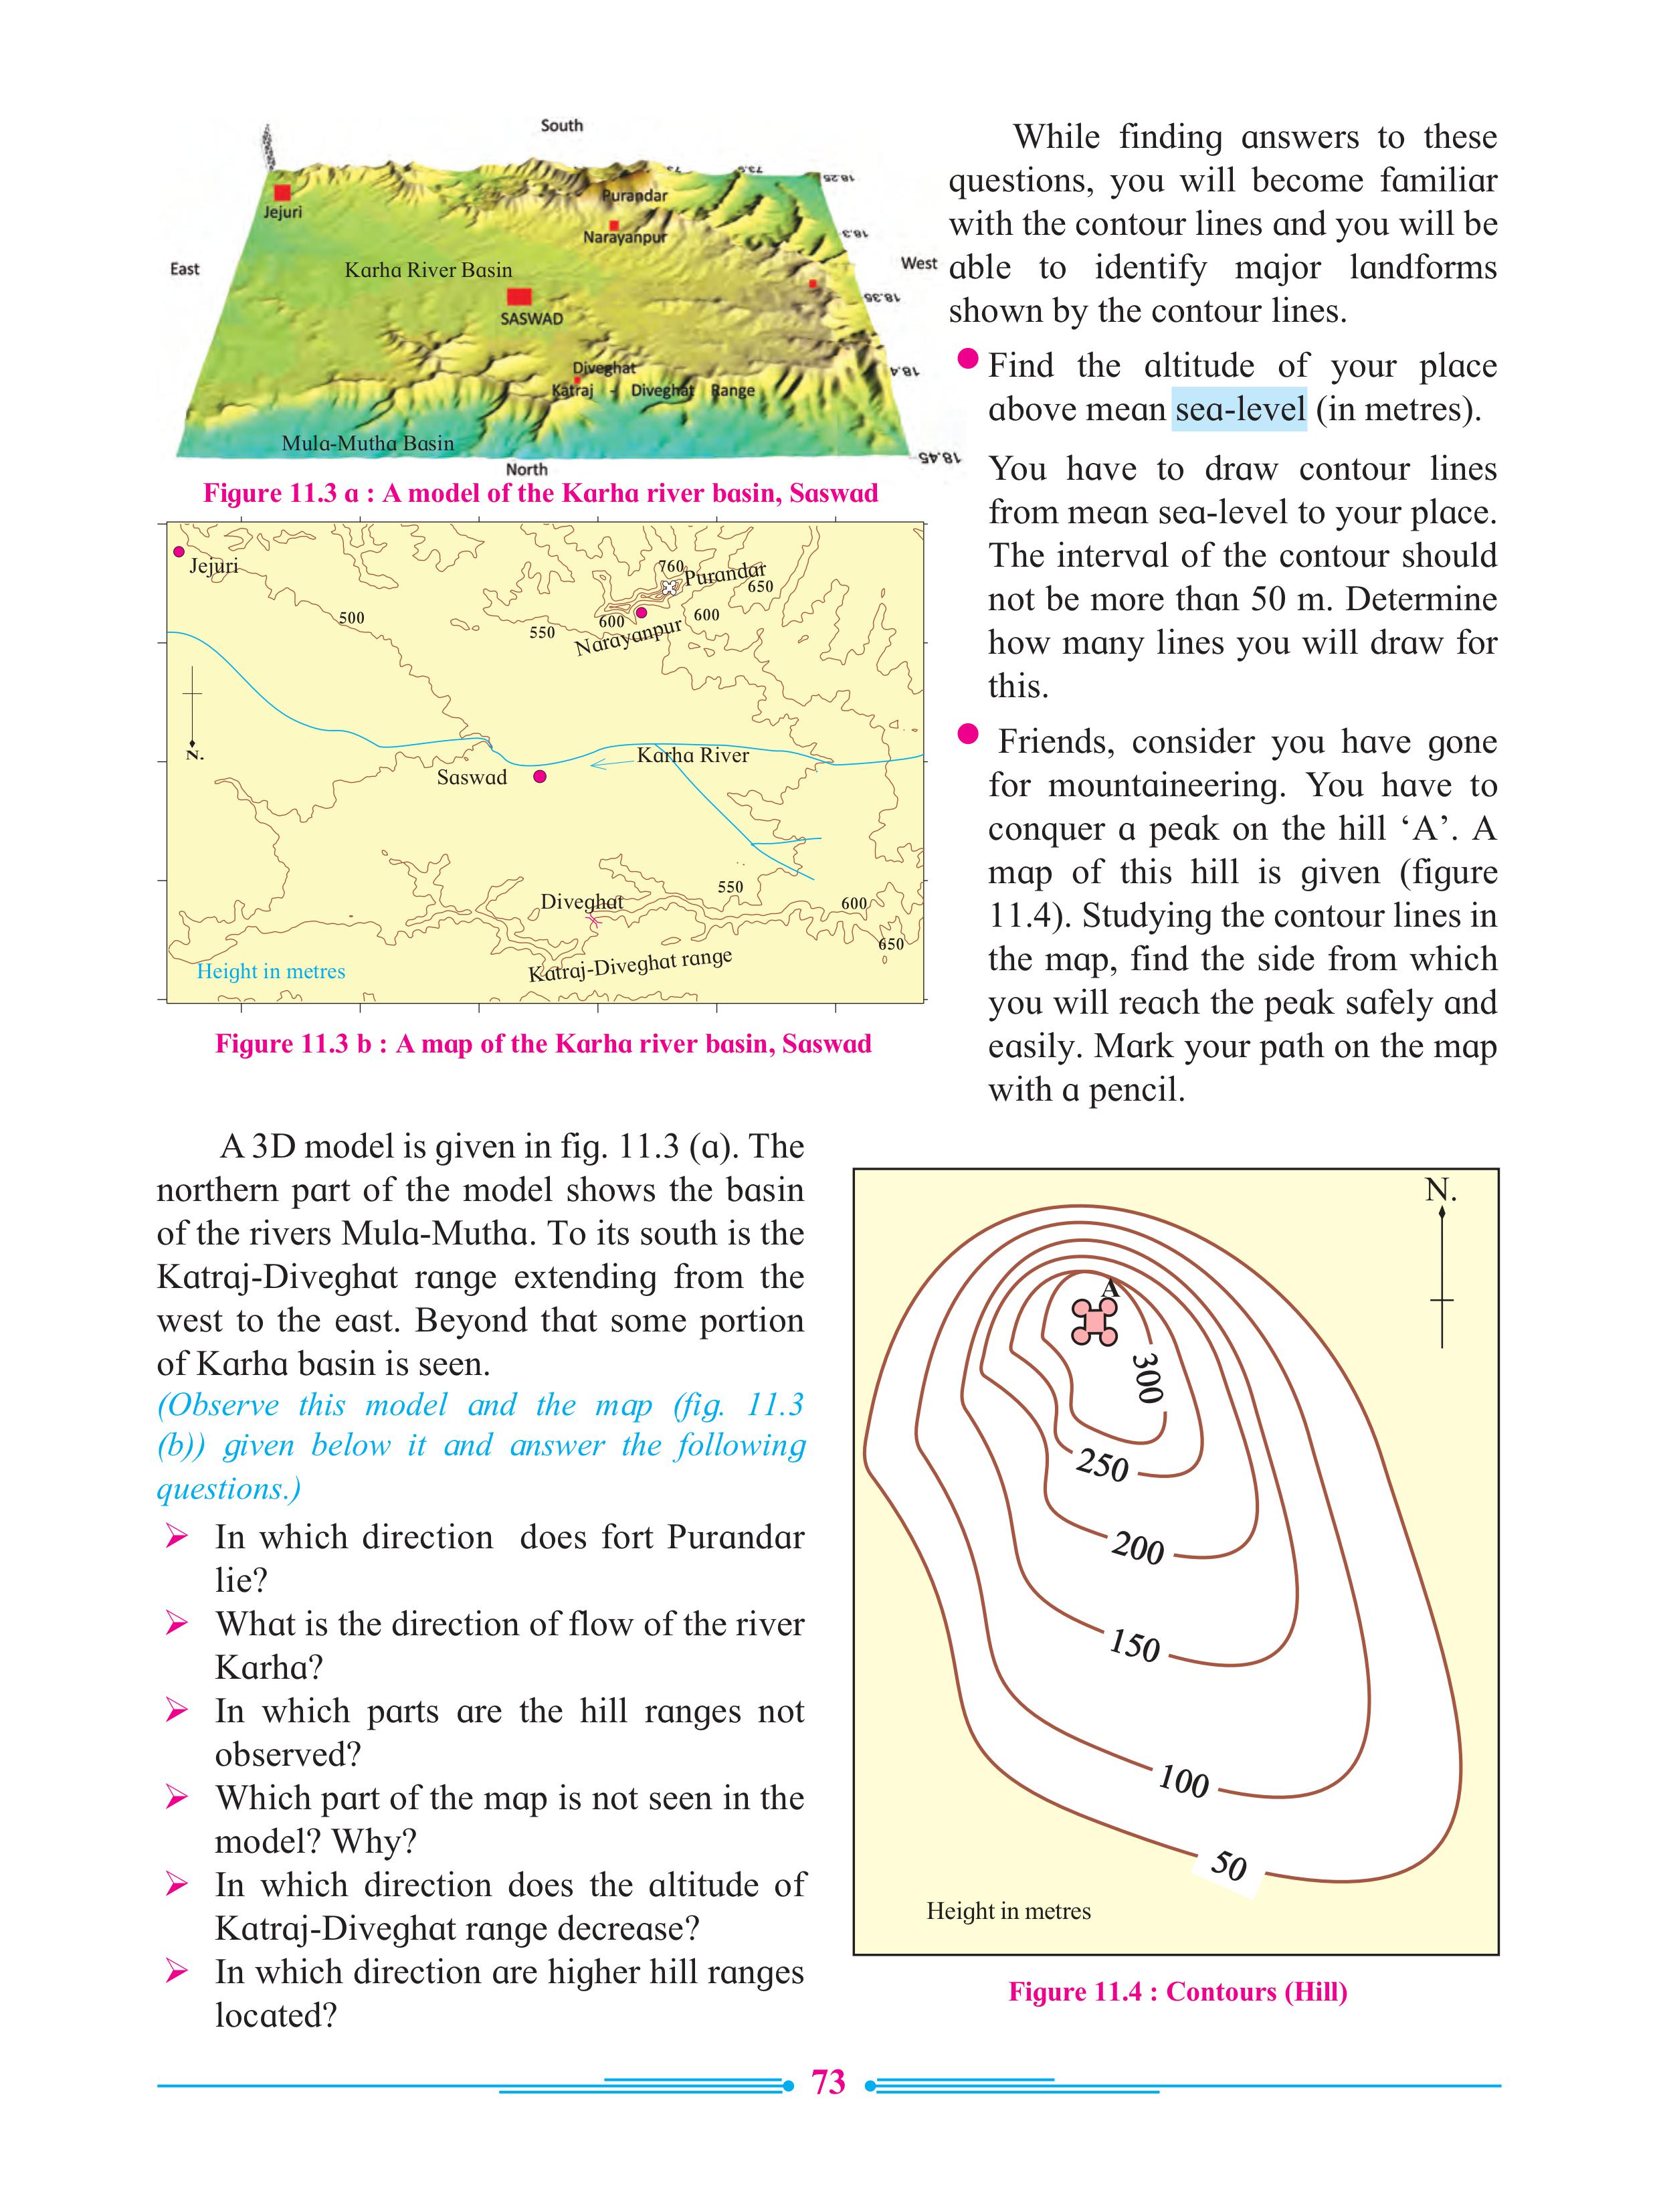 South
Purandar
Jejuri
Narayanpur
East
Karha River Basin
West
SASWAD
Diveghat
Katraj - Diveghat Range
Mula-Mutha Basin
North
73.9
18.25
18.3
18.35
18.4
18.45
Figure 11.3 a : A model of the Karha river basin, Saswad
Jejuri
760
Purandar
650
500
600
600
550
Narayanpur
N.
Karha River
Saswad
550
Diveghat
600
650
Katraj-Diveghat range
Height in metres
Figure 11.3 b : A map of the Karha river basin, Saswad
A 3D model is given in fig. 11.3 (a). The
northern part of the model shows the basin
of the rivers Mula-Mutha. To its south is the
Katraj-Diveghat range extending from the
west to the east. Beyond that some portion
of Karha basin is seen.
(Observe this model and the map (fig. 11.3
(b)) given below it and answer the following
questions.)
➢ In which direction does fort Purandar
lie?
➢ What is the direction of flow of the river
Karha?
➢ In which parts are the hill ranges not
observed?
➢ Which part of the map is not seen in the
model? Why?
➢ In which direction does the altitude of
Katraj-Diveghat range decrease?
➢ In which direction are higher hill ranges
located?
While finding answers to these
questions, you will become familiar
with the contour lines and you will be
able to identify major landforms
shown by the contour lines.
● Find the altitude of your place
above mean sea-level (in metres).
You have to draw contour lines
from mean sea-level to your place.
The interval of the contour should
not be more than 50 m. Determine
how many lines you will draw for
this.
● Friends, consider you have gone
for mountaineering. You have to
conquer a peak on the hill ‘A’. A
map of this hill is given (figure
11.4). Studying the contour lines in
the map, find the side from which
you will reach the peak safely and
easily. Mark your path on the map
with a pencil.
N.
A
300
250
200
150
100
50
Height in metres
Figure 11.4 : Contours (Hill)
73